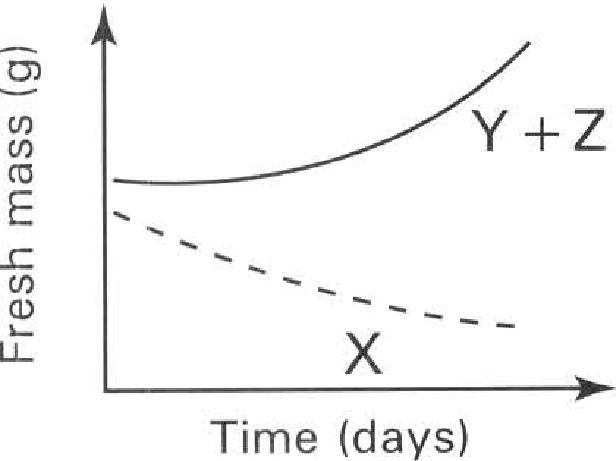 Fresh mass (g)
Y + Z
X
Time (days)